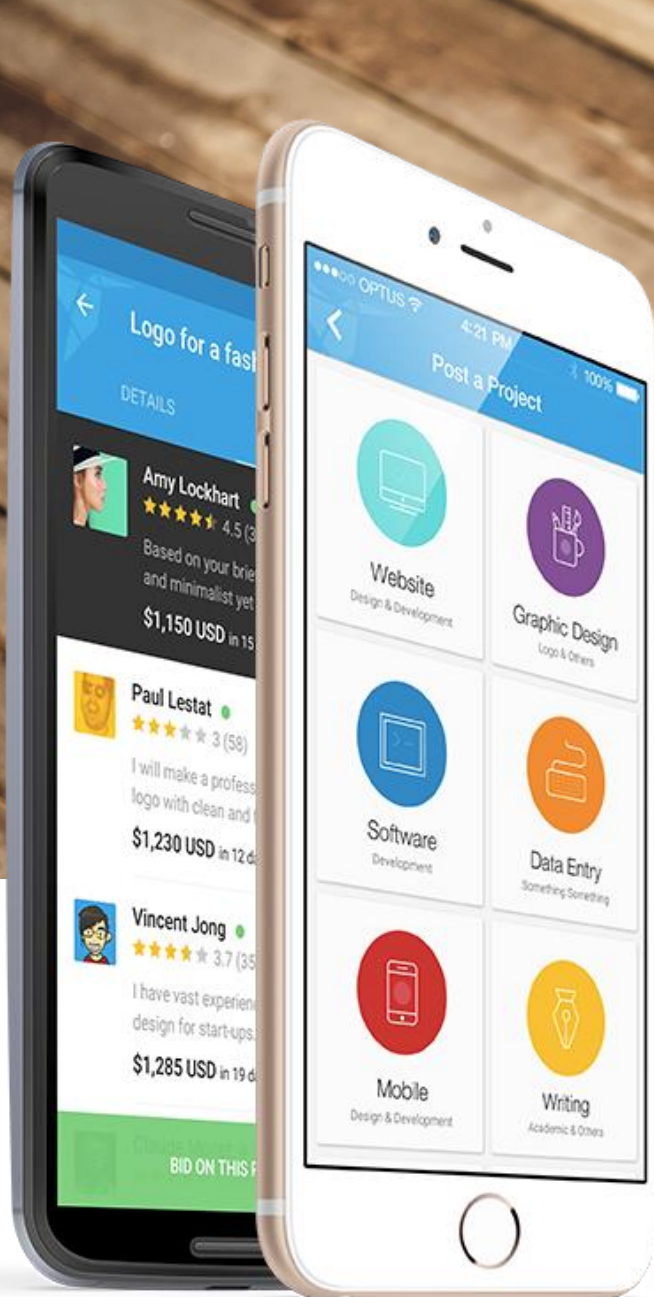 Logo for a fas
DETAILS
Amy Lockhart
4.5 (3
Based on your brie
and minimalist yet
$1,150 USD in 15
Paul Lestat
3 (58)
I will make a profess
logo with clean and
$1,230 USD in 12 d
Vincent Jong
3.7 (35
I have vast experien
design for start-ups.
$1,285 USD in 19 d
BID ON THIS
OPTUS
4:21 PM
100%
Post a Project
Website
Design & Development
Graphic Design
Logo & Others
Software
Development
Data Entry
Something Something
Mobile
Design & Development
Writing
Academic & Others